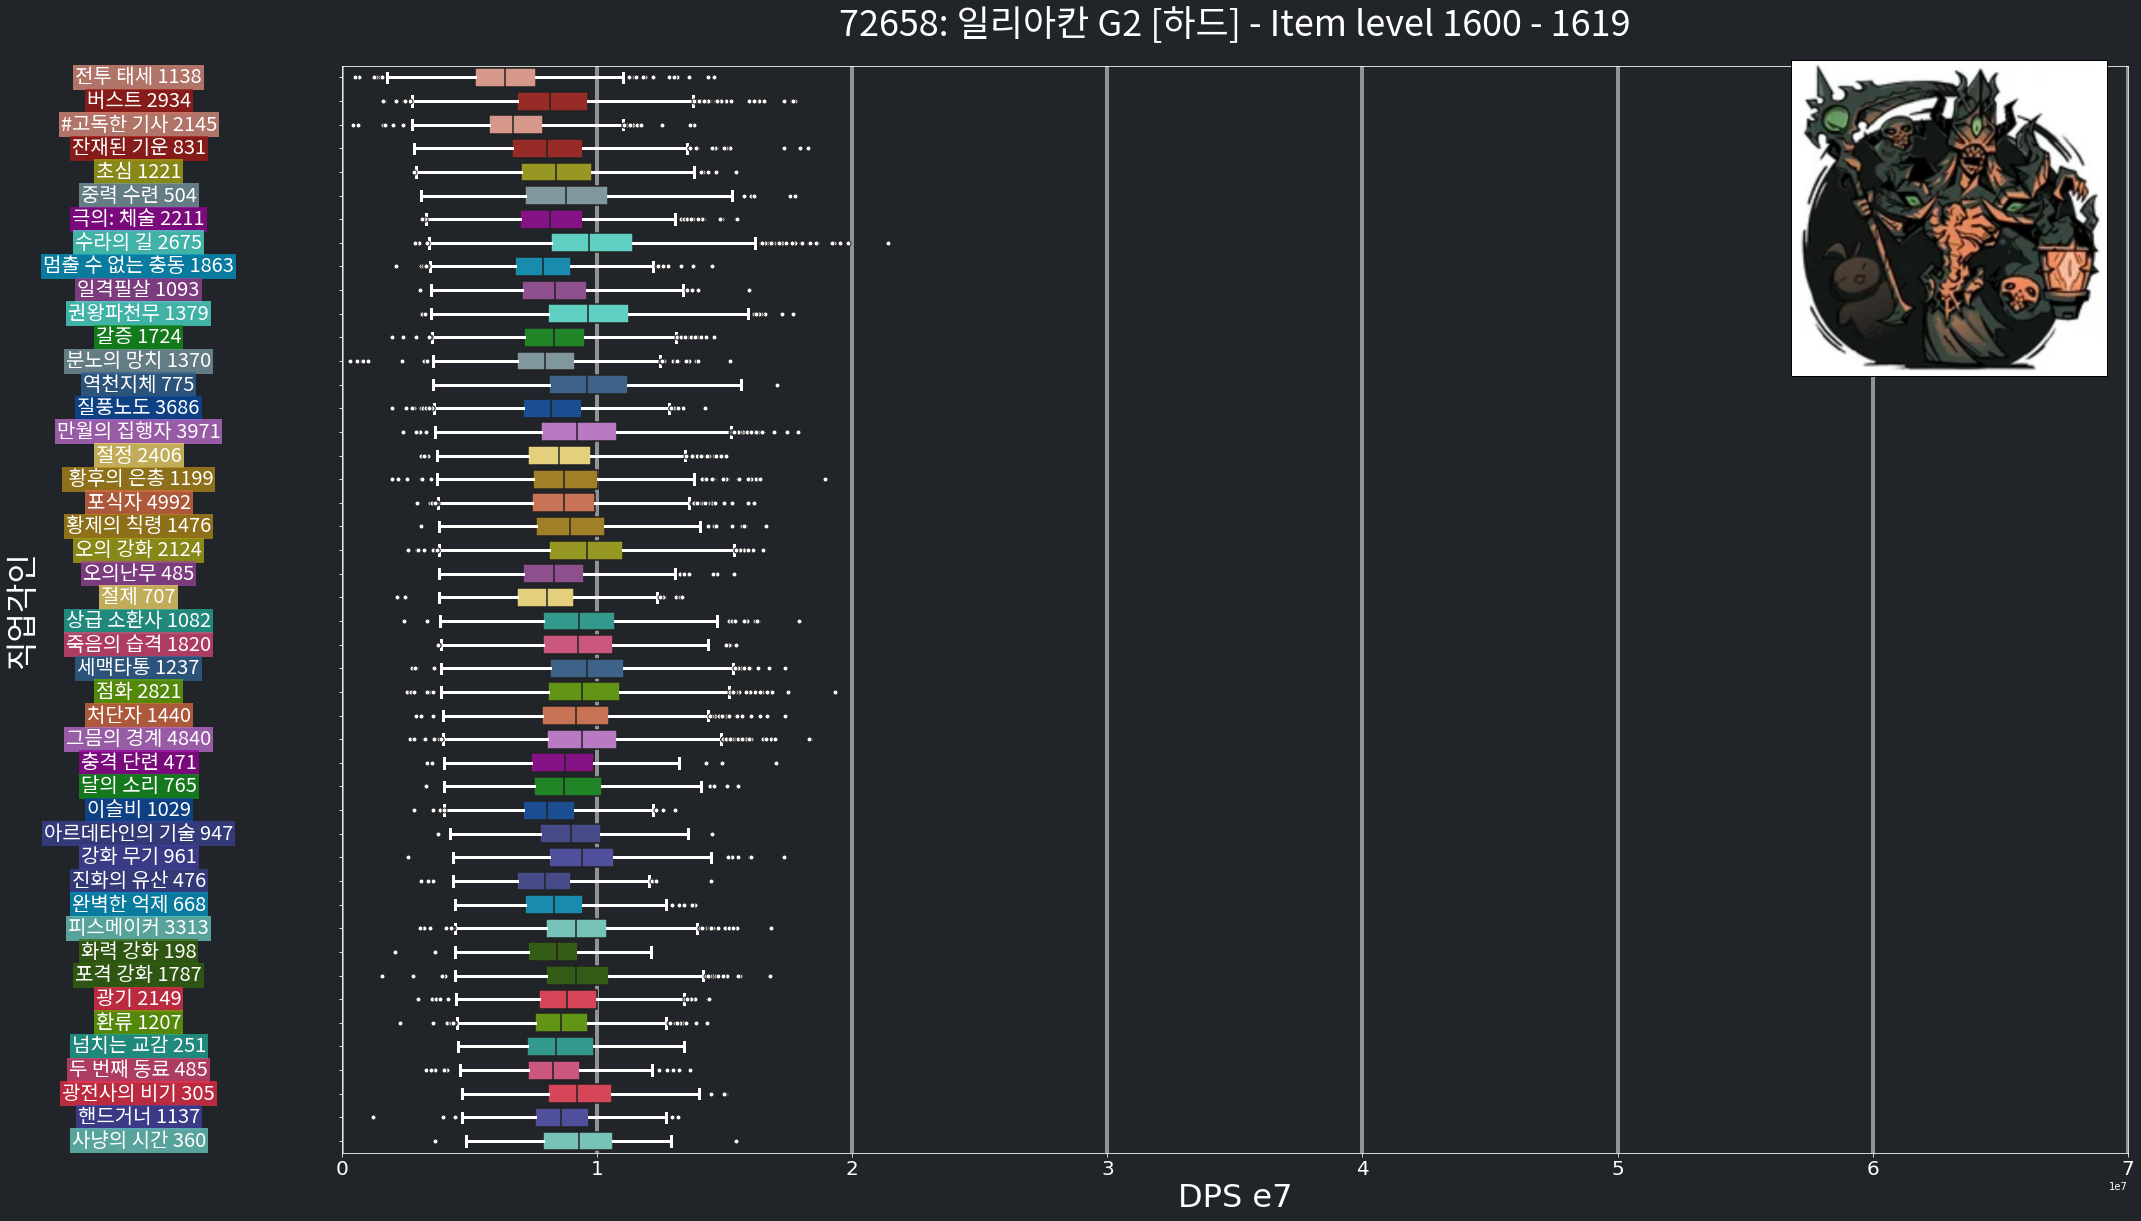 72658: 일리아칸 G2 [하드] - Item level 1600 - 1619
직업각인
전투 태세 1138
버스트 2934
#고독한 기사 2145
잔재된 기운 831
초심 1221
중력 수련 504
극의: 체술 2211
수라의 길 2675
멈출 수 없는 충동 1863
일격필살 1093
권왕파천무 1379
갈증 1724
분노의 망치 1370
역천지체 775
질풍노도 3686
만월의 집행자 3971
절정 2406
황후의 은총 1199
포식자 4992
황제의 칙령 1476
오의 강화 2124
오의난무 485
절제 707
상급 소환사 1082
죽음의 습격 1820
세맥타통 1237
점화 2821
처단자 1440
그믐의 경계 4840
충격 단련 471
달의 소리 765
이슬비 1029
아르데타인의 기술 947
강화 무기 961
진화의 유산 476
완벽한 억제 668
피스메이커 3313
화력 강화 198
포격 강화 1787
광기 2149
환류 1207
넘치는 교감 251
두 번째 동료 485
광전사의 비기 305
핸드거너 1137
사냥의 시간 360
0 1 2 3 4 5 6 7
DPS e7
1e7